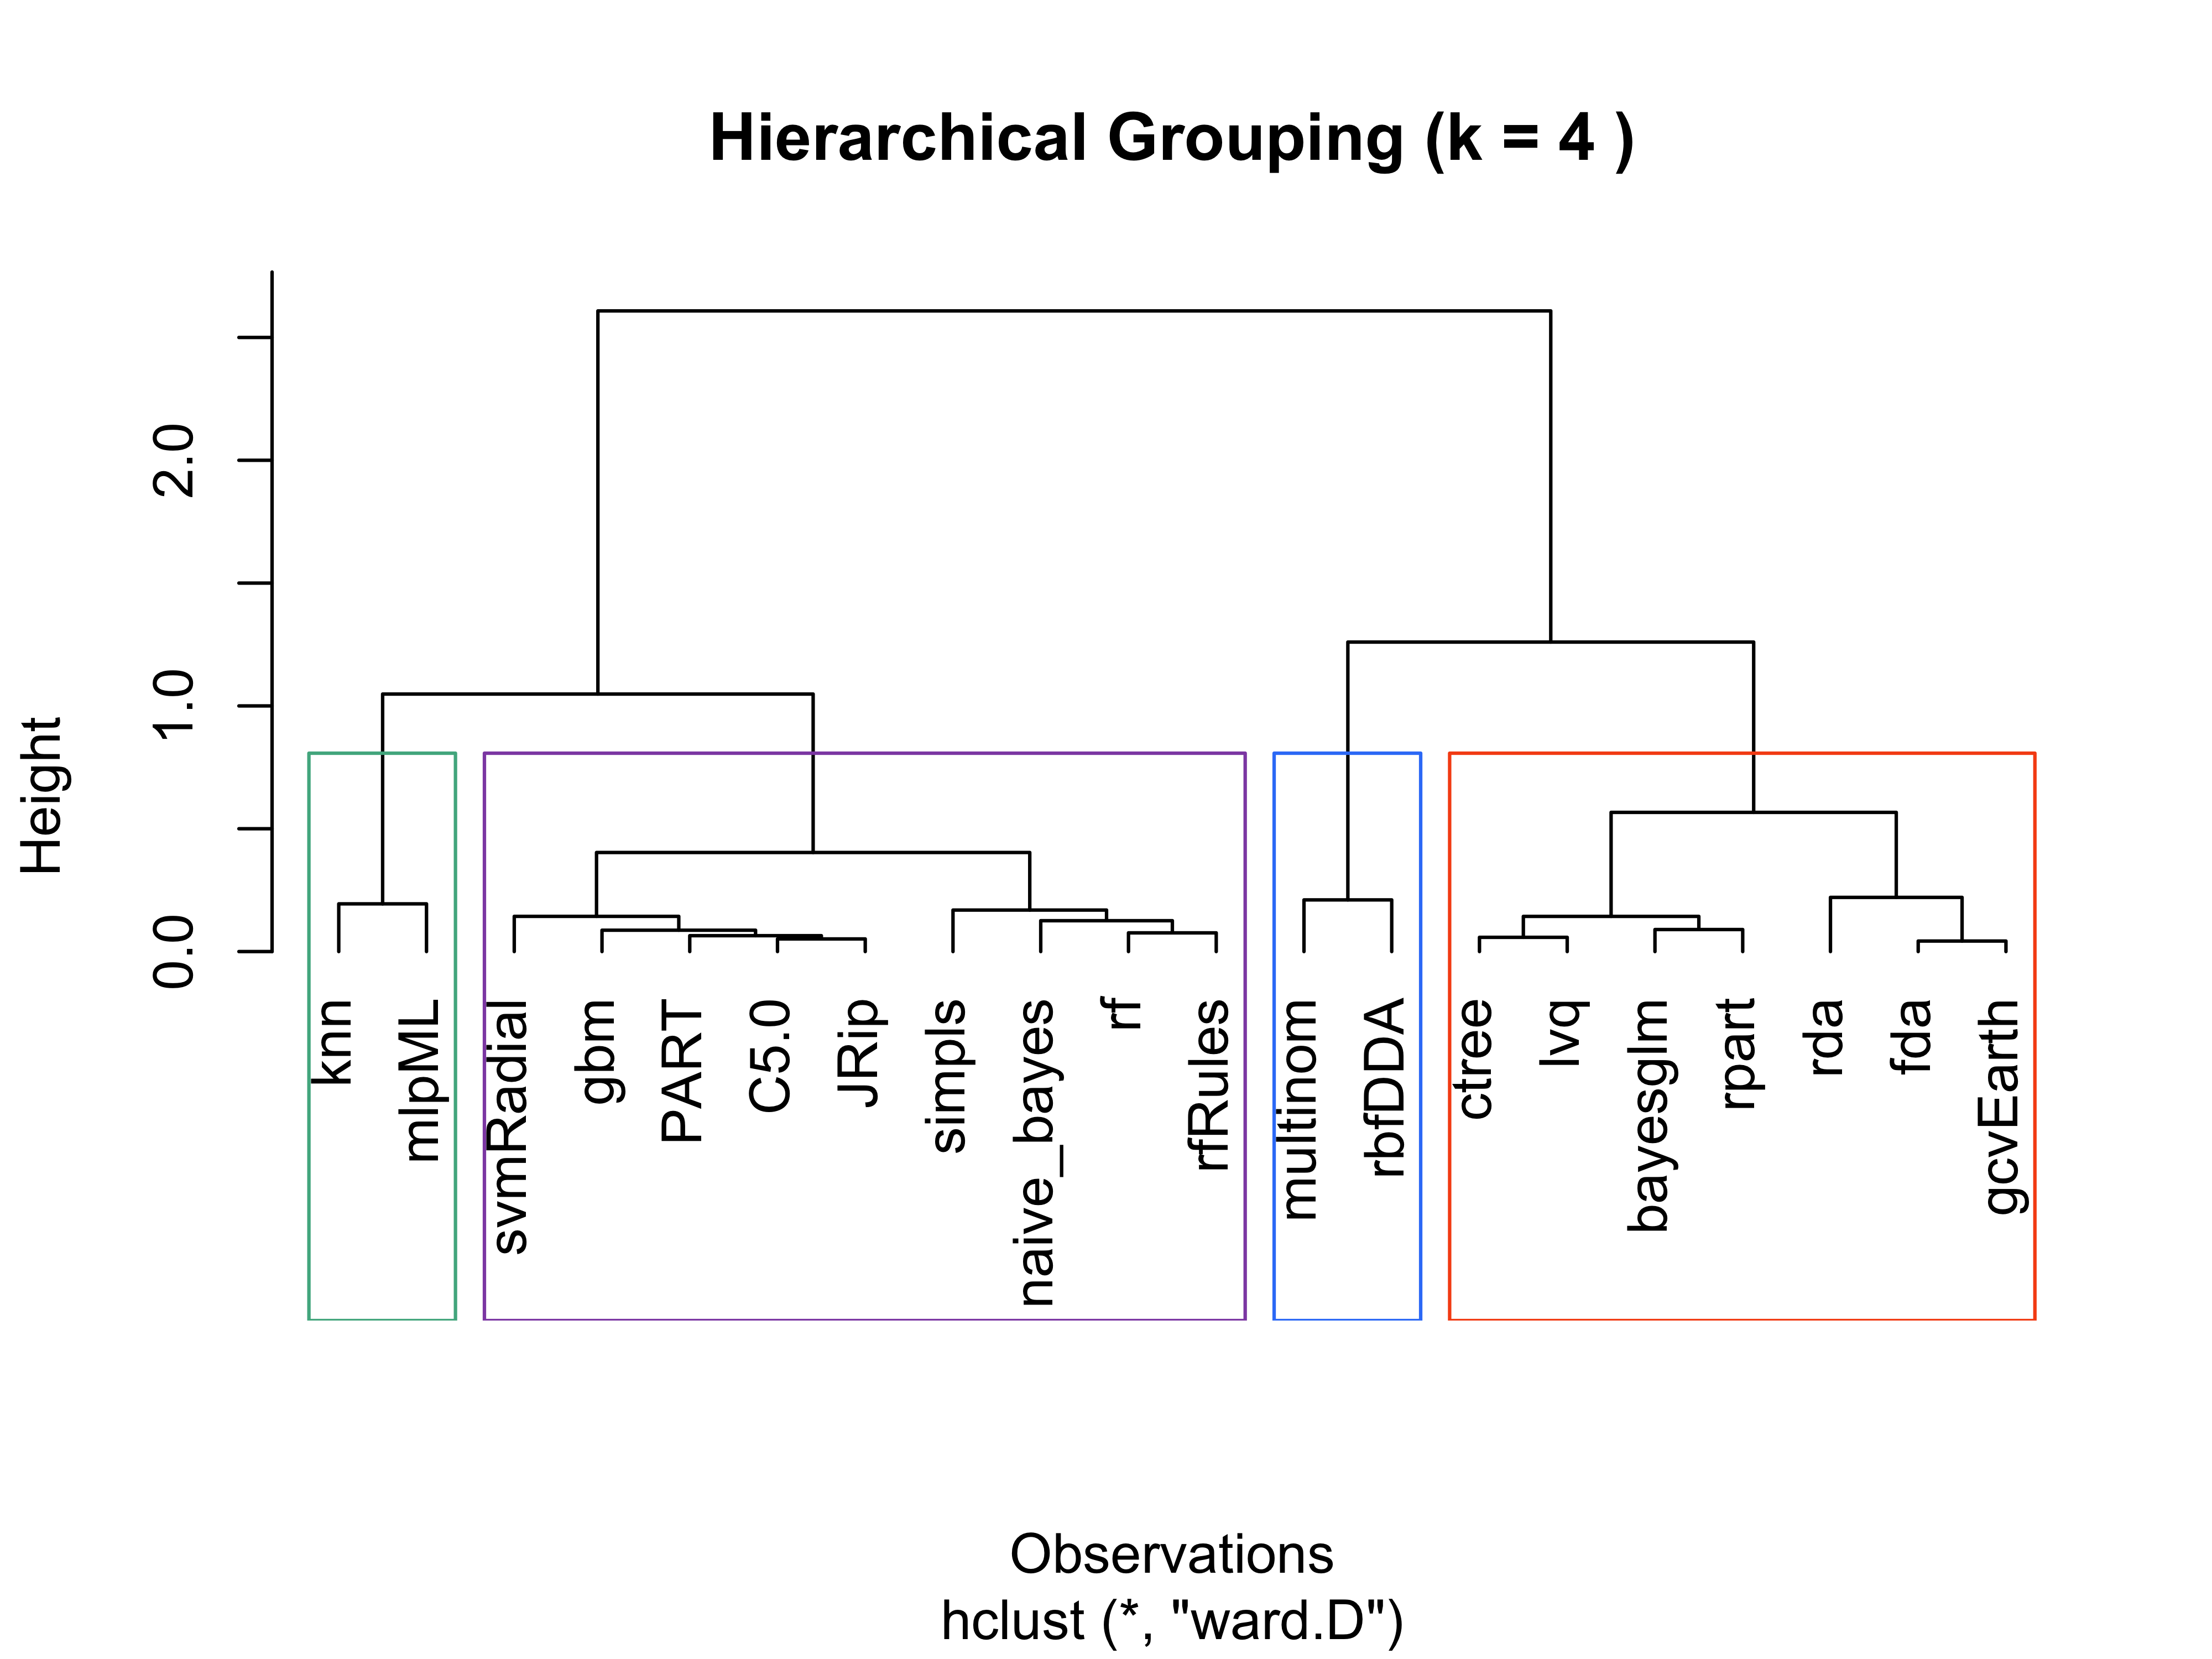 Hierarchical Grouping (k = 4 )
Height
2.0
1.0
0.0
knn
mlpML
svmRadial
gbm
PART
C5.0
JRip
simpls
naive_bayes
rf
rfRules
multinom
rbfDDA
ctree
lvq
bayesglm
rpart
rda
fda
gcvEarth
Observations
hclust (*, "ward.D")